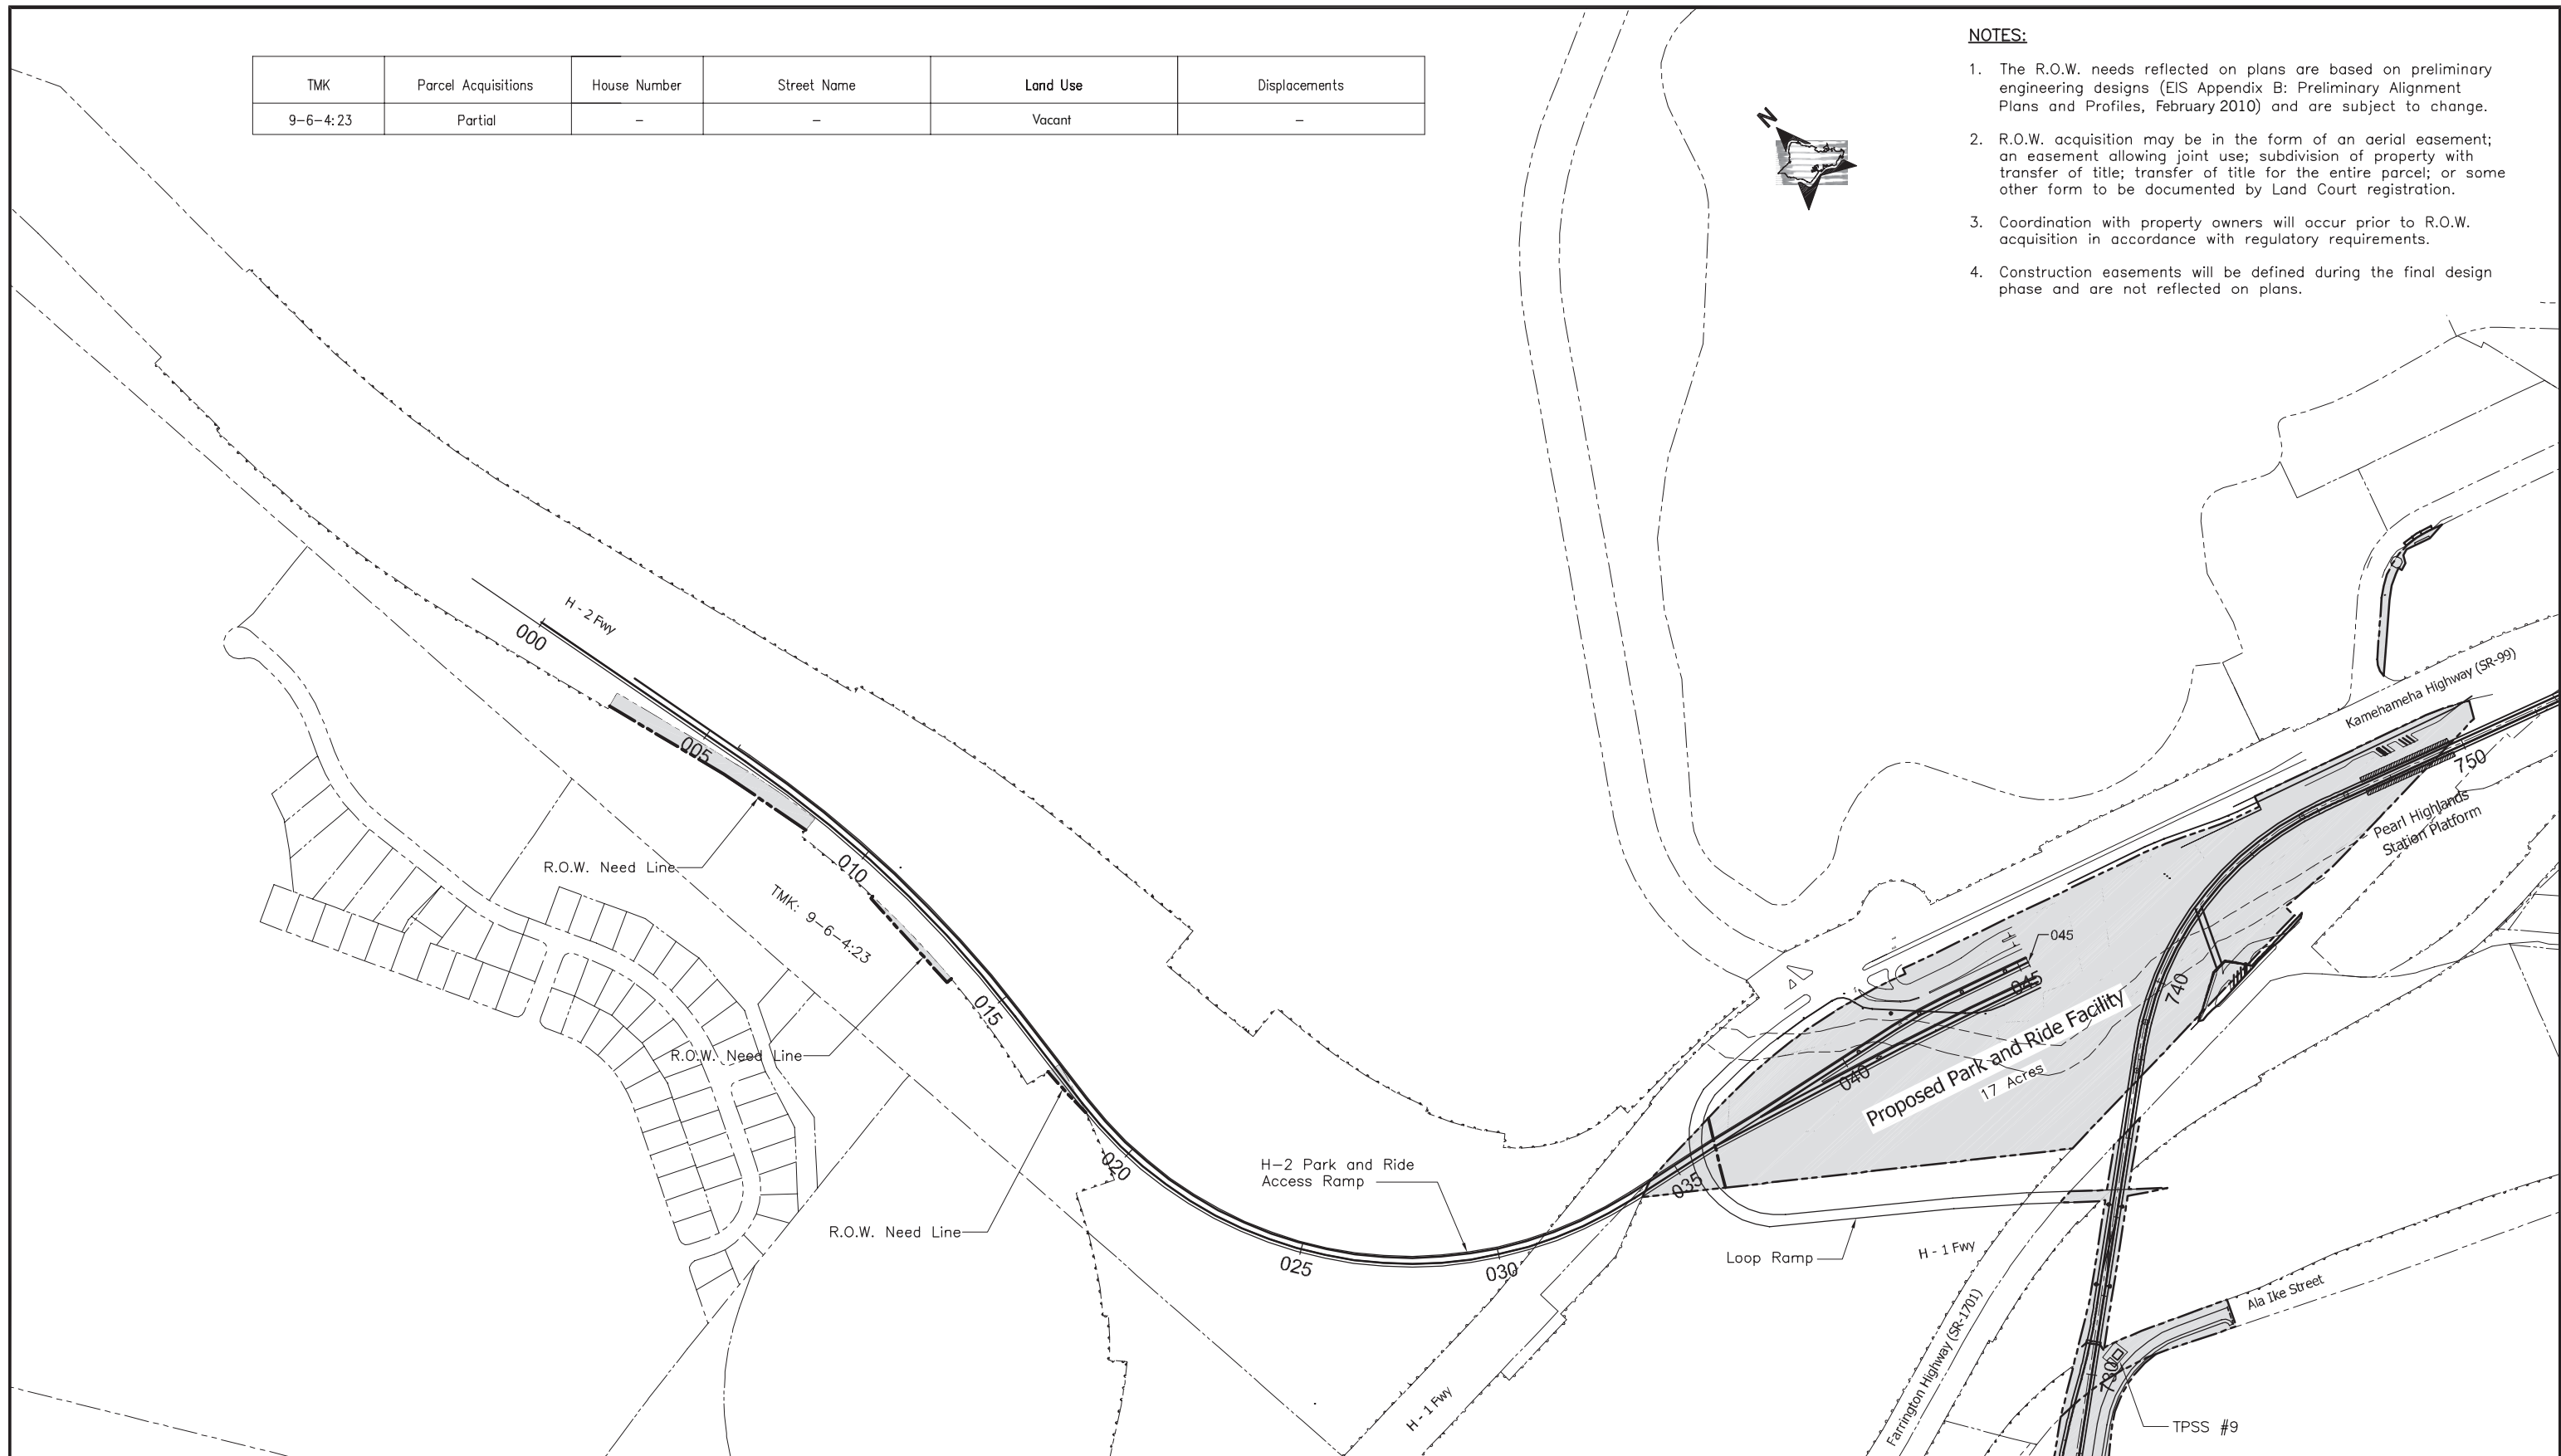 NOTES:
1. The R.O.W. needs reflected on plans are based on preliminary
engineering designs (EIS Appendix B: Preliminary Alignment
Plans and Profiles, February 2010) and are subject to change.
2. R.O.W. acquisition may be in the form of an aerial easement;
an easement allowing joint use; subdivision of property with
transfer of title; transfer of title for the entire parcel; or some
other form to be documented by Land Court registration.
3. Coordination with property owners will occur prior to R.O.W.
acquisition in accordance with regulatory requirements.
4. Construction easements will be defined during the final design
phase and are not reflected on plans.
TMK Parcel Acquisitions House Number Street Name Land Use Displacements
9-6-4:23 Partial - - Vacant -
N
H - 2 Fwy
000
005
R.O.W. Need Line
010
TMK: 9-6-4:23
015
R.O.W. Need Line
020
R.O.W. Need Line
H-2 Park and Ride
Access Ramp
025
030
035
040
045
045
Kamehameha Highway (SR-99)
750
Pearl Highlands
Station Platform
740
Proposed Park and Ride Facility
17 Acres
Loop Ramp
H - 1 Fwy
H - 1 Fwy
Farrington Highway (SR-1701)
Ala Ike Street
730
TPSS #9